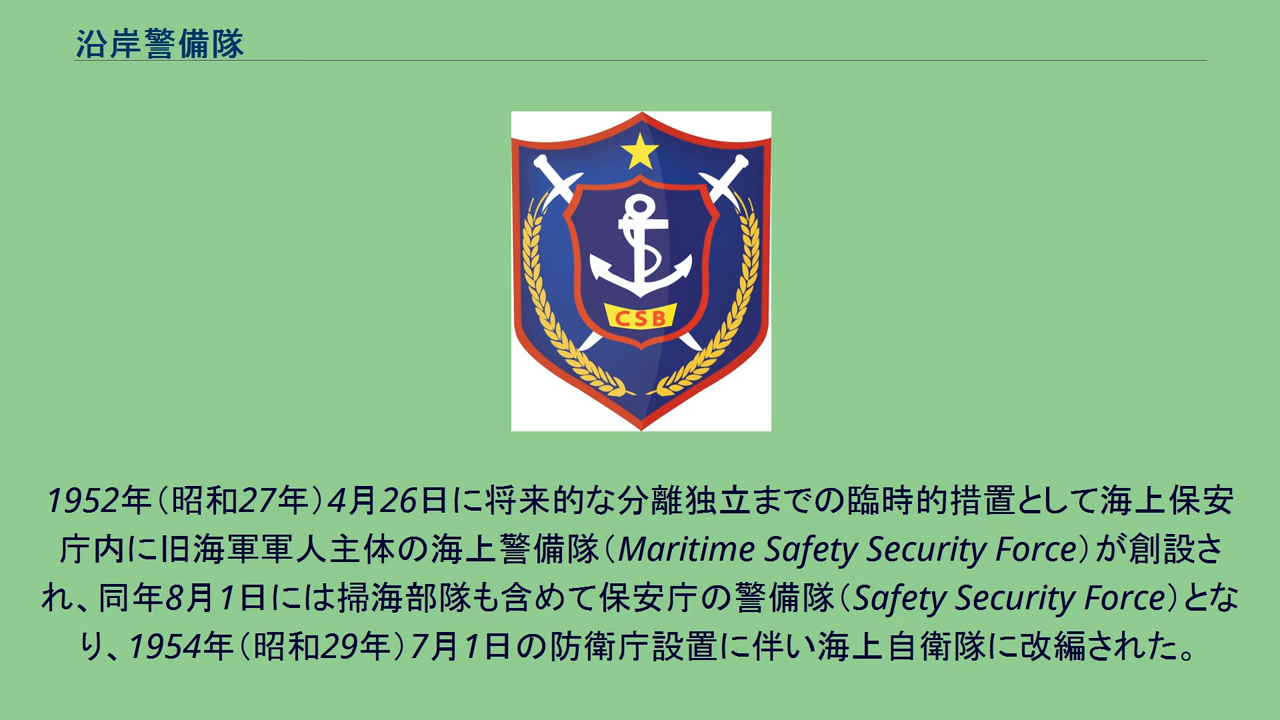 沿岸警備隊
CSB
1952年（昭和27年）4月26日に将来的な分離独立までの臨時的措置として海上保安
庁内に旧海軍軍人主体の海上警備隊（Maritime Safety Security Force）が創設さ
れ、同年8月1日には掃海部隊も含めて保安庁の警備隊（Safety Security Force）とな
り、1954年（昭和29年）7月1日の防衛庁設置に伴い海上自衛隊に改編された。